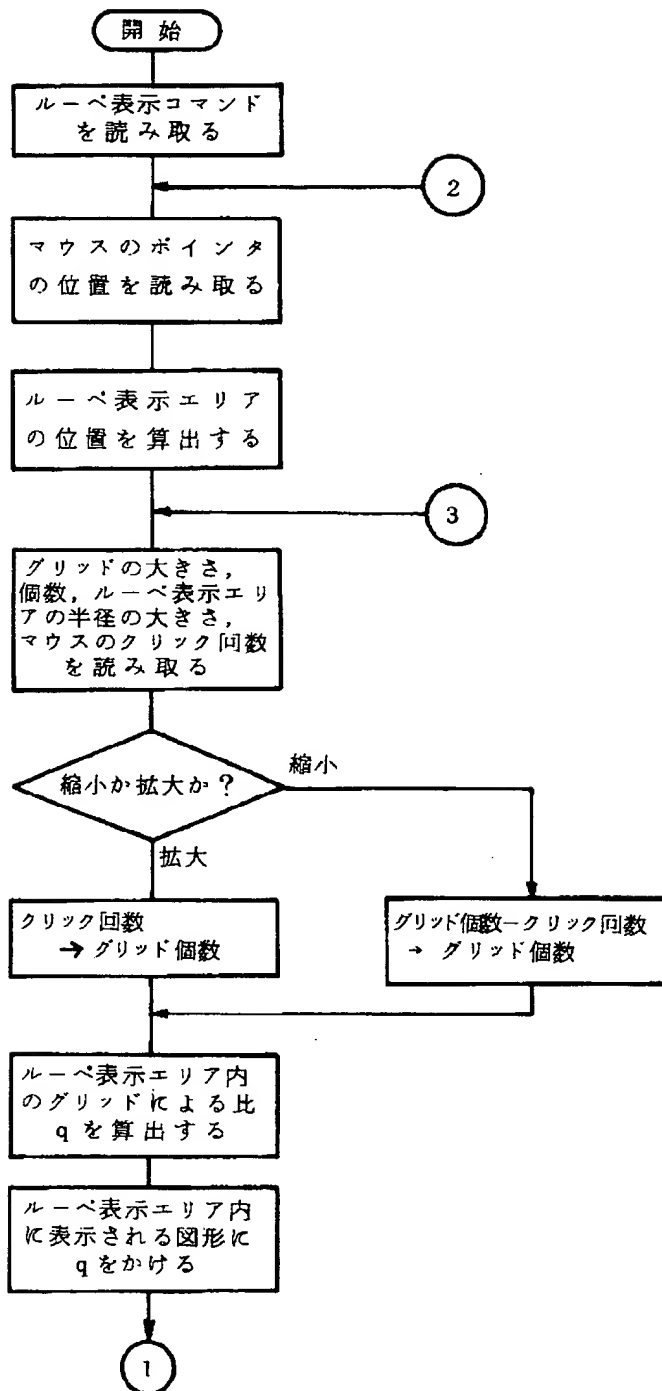 開始
ルーペ表示コマンド
を読み取る
2
マウスのポインタ
の位置を読み取る
ルーペ表示エリア
の位置を算出する
3
グリッドの大きさ,
個数,ルーペ表示エリ
アの半径の大きさ,
マウスのクリック回数
を読み取る
縮小か拡大か?
縮小
拡大
クリック回数
→ グリッド個数
グリッド個数−クリック回数
→ グリッド個数
ルーペ表示エリア内
のグリッドによる比
qを算出する
ルーペ表示エリア内
に表示される図形に
qをかける
1